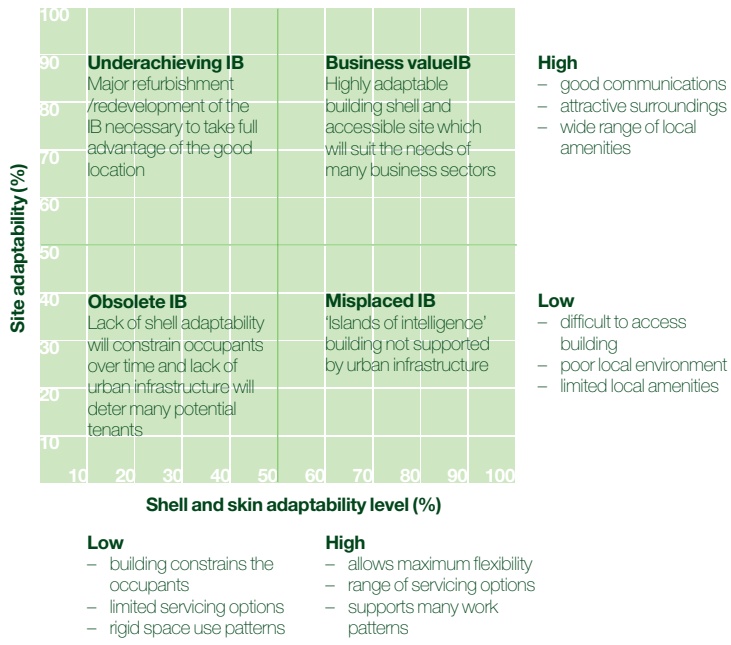 100
90
Underachieving IB
Major refurbishment
/redevelopment of the
IB necessary to take full
advantage of the good
location
Business valueIB
Highly adaptable
building shell and
accessible site which
will suit the needs of
many business sectors
High
– good communications
– attractive surroundings
– wide range of local
amenities
80
70
60
50
Site adaptability (%)
40
Obsolete IB
Lack of shell adaptability
will constrain occupants
over time and lack of
urban infrastructure will
deter many potential
tenants
Misplaced IB
‘Islands of intelligence’
building not supported
by urban infrastructure
Low
– difficult to access
building
– poor local environment
– limited local amenities
30
20
10
10 20 30 40 50 60 70 80 90 100
Shell and skin adaptability level (%)
Low
– building constrains the
occupants
– limited servicing options
– rigid space use patterns
High
– allows maximum flexibility
– range of servicing options
– supports many work
patterns